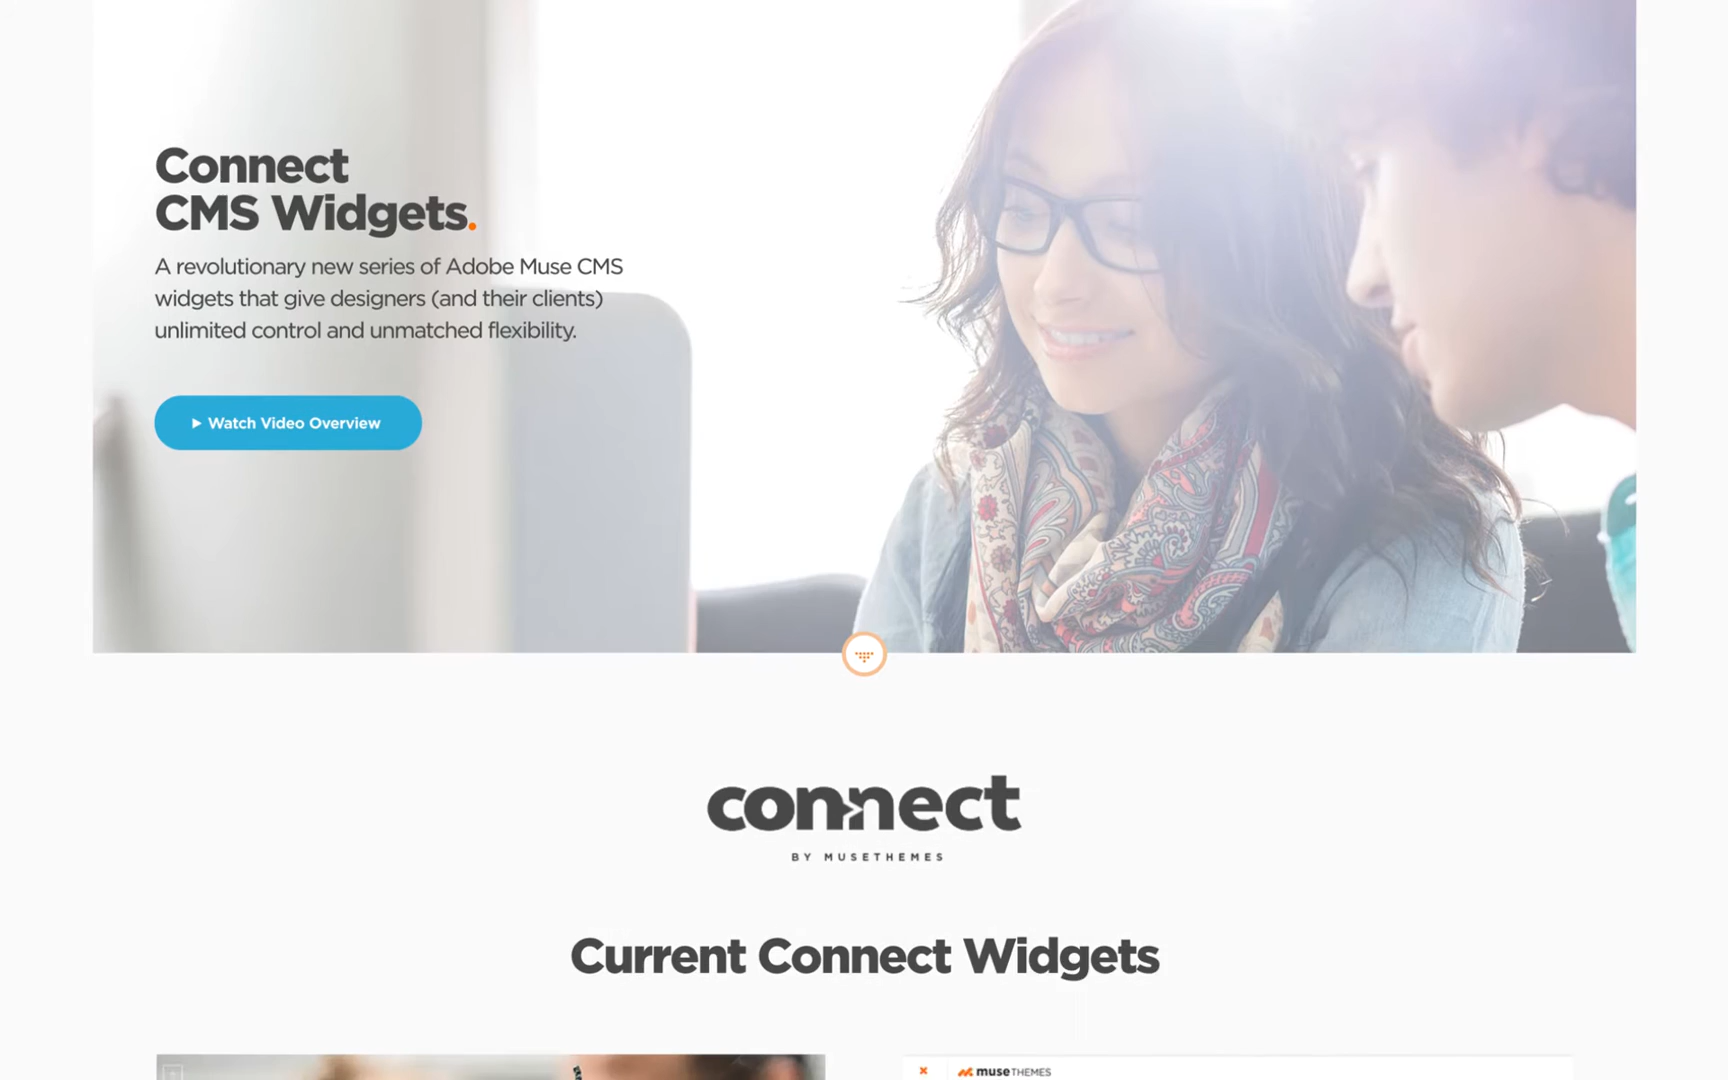 Connect
CMS Widgets.
A revolutionary new series of Adobe Muse CMS
widgets that give designers (and their clients)
unlimited control and unmatched flexibility.
Watch Video Overview
connect
BY MUSETHEMES
Current Connect Widgets
museTHEMES